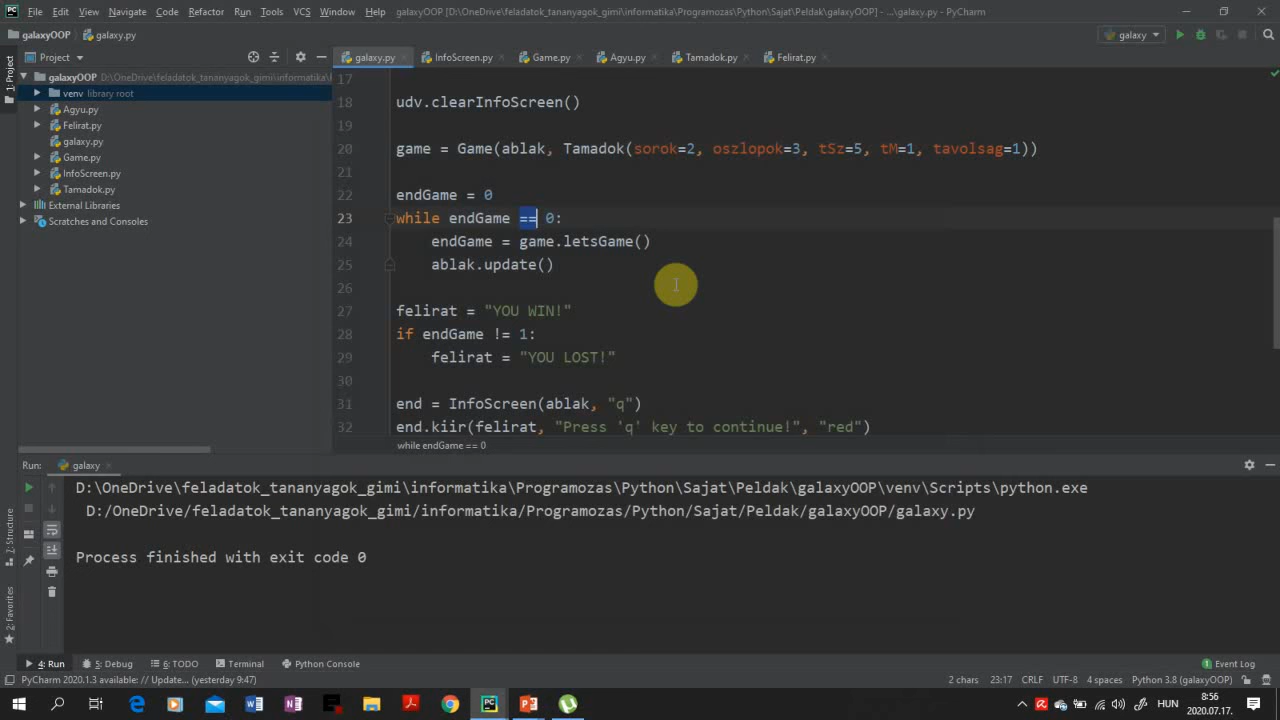 File Edit View Navigate Code Refactor Run Tools VCS Window Help galaxyOOP [D:\OneDrive\feladatok_tananyagok_gimi\informatika\Programozas\Python\Sajat\Peldak\galaxyOOP] - ...\galaxy.py - PyCharm
galaxyOOP galaxy.py galaxy
1: Project
Project
galaxy.py InfoScreen.py Game.py Agyu.py Tamadok.py Felirat.py
galaxyOOP D:\OneDrive\feladatok_tananyagok_gimi\informatika\
venv library root
Agyu.py
Felirat.py
galaxy.py
Game.py
InfoScreen.py
Tamadok.py
External Libraries
Scratches and Consoles
17
18 udv.clearInfoScreen()
19
20 game = Game(ablak, Tamadok(sorok=2, oszlopok=3, tSz=5, tM=1, tavolsag=1))
21
22 endGame = 0
23 while endGame == 0:
24 endGame = game.letsGame()
25 ablak.update()
26
27 felirat = "YOU WIN!"
28 if endGame != 1:
29 felirat = "YOU LOST!"
30
31 end = InfoScreen(ablak, "q")
32 end.kiir(felirat, "Press 'q' key to continue!", "red")
while endGame == 0
Run: galaxy
D:\OneDrive\feladatok_tananyagok_gimi\informatika\Programozas\Python\Sajat\Peldak\galaxyOOP\venv\Scripts\python.exe
D:/OneDrive/feladatok_tananyagok_gimi/informatika/Programozas/Python/Sajat/Peldak/galaxyOOP/galaxy.py
Process finished with exit code 0
Z: Structure
2: Favorites
4: Run 5: Debug 6: TODO Terminal Python Console Event Log
PyCharm 2020.1.3 available: // Update... (yesterday 9:47) 2 chars 23:17 CRLF UTF-8 4 spaces Python 3.8 (galaxyOOP)
HUN 8:56
2020.07.17.